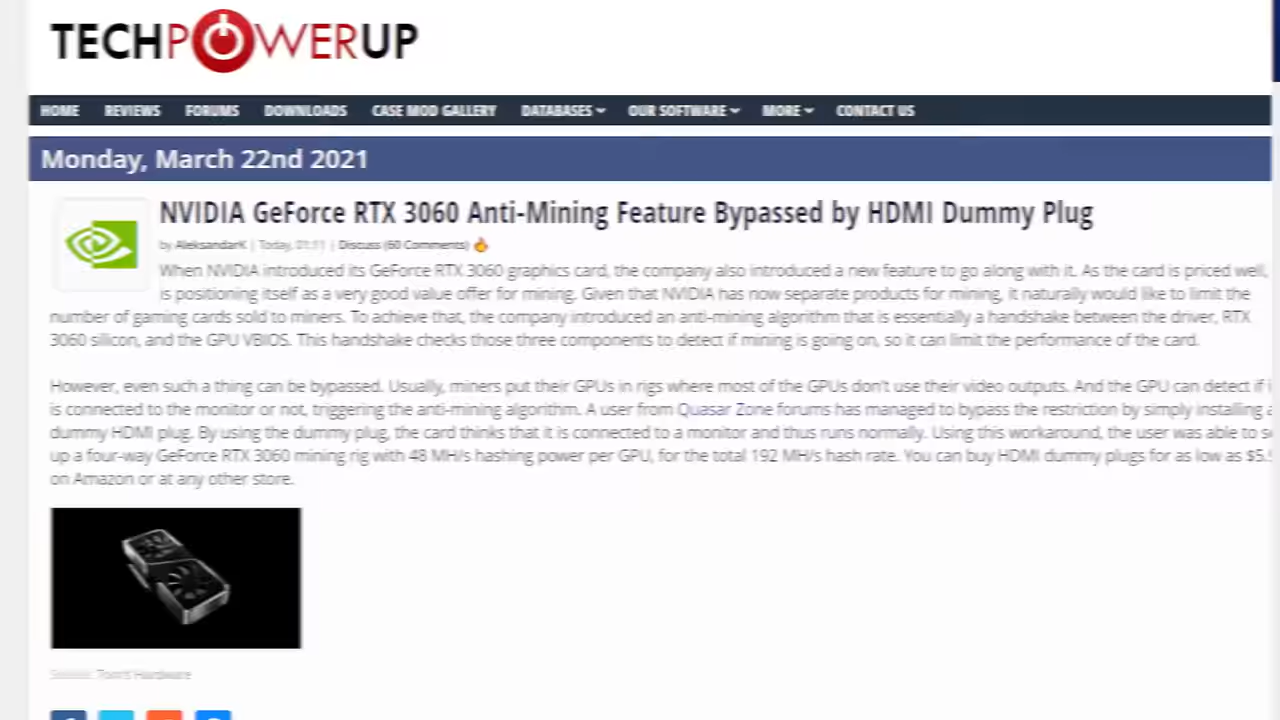 TECHPOWERUP
HOME REVIEWS FORUMS DOWNLOADS CASE MOD GALLERY DATABASES OUR SOFTWARE MORE CONTACT US
Monday, March 22nd 2021
NVIDIA GeForce RTX 3060 Anti-Mining Feature Bypassed by HDMI Dummy Plug
by AleksandarK | Today, 01:11 | Discuss (60 Comments)
When NVIDIA introduced its GeForce RTX 3060 graphics card, the company also introduced a new feature to go along with it. As the card is priced well,
is positioning itself as a very good value offer for mining. Given that NVIDIA has now separate products for mining, it naturally would like to limit the
number of gaming cards sold to miners. To achieve that, the company introduced an anti-mining algorithm that is essentially a handshake between the driver, RTX
3060 silicon, and the GPU VBIOS. This handshake checks those three components to detect if mining is going on, so it can limit the performance of the card.
However, even such a thing can be bypassed. Usually, miners put their GPUs in rigs where most of the GPUs don't use their video outputs. And the GPU can detect if
is connected to the monitor or not, triggering the anti-mining algorithm. A user from Quasar Zone forums has managed to bypass the restriction by simply installing a
dummy HDMI plug. By using the dummy plug, the card thinks that it is connected to a monitor and thus runs normally. Using this workaround, the user was able to
up a four-way GeForce RTX 3060 mining rig with 48 MH/s hashing power per GPU, for the total 192 MH/s hash rate. You can buy HDMI dummy plugs for as low as
on Amazon or at any other store.
Source: Tom's Hardware